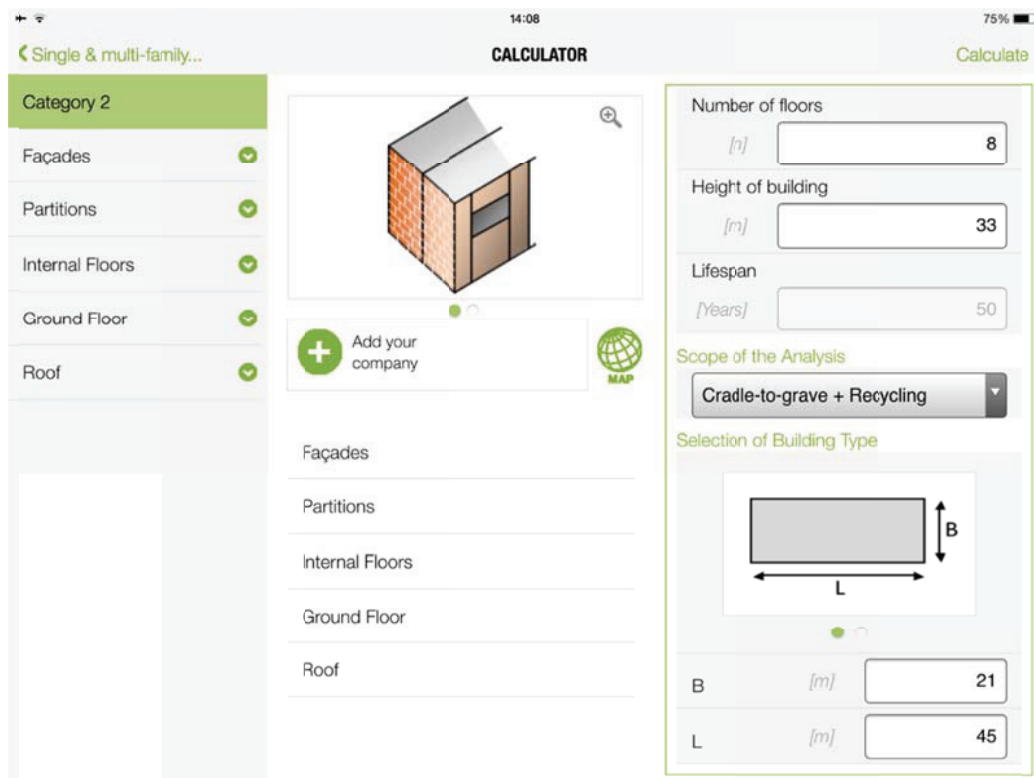 14:08
75%
Single & multi-family...
CALCULATOR
Calculate
Category 2
Façades
Partitions
Internal Floors
Ground Floor
Roof
Add your
company
MAP
Façades
Partitions
Internal Floors
Ground Floor
Roof
Number of floors
[n] 8
Height of building
[m] 33
Lifespan
[Years] 50
Scope of the Analysis
Cradle-to-grave + Recycling
Selection of Building Type
B
L
B [m] 21
L [m] 45